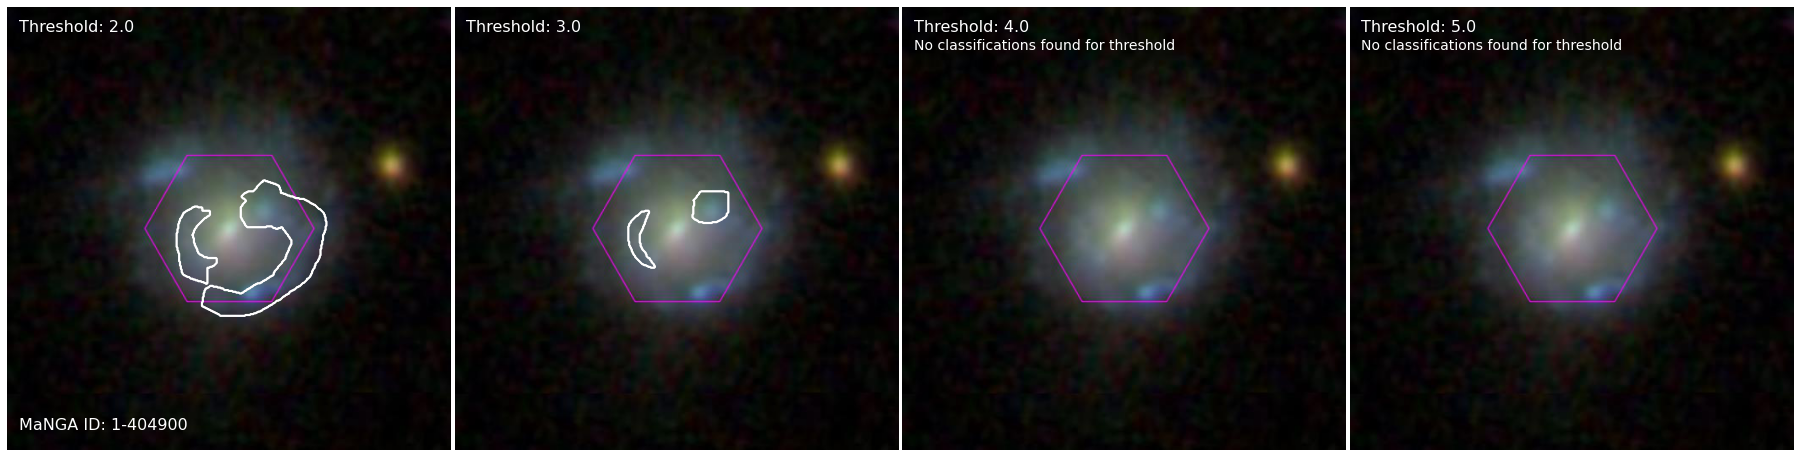 Threshold: 2.0
MaNGA ID: 1-404900
Threshold: 3.0
Threshold: 4.0
No classifications found for threshold
Threshold: 5.0
No classifications found for threshold